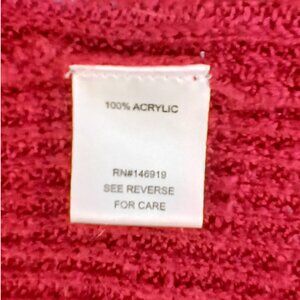 100% ACRYLIC
RN#146919
SEE REVERSE
FOR CARE